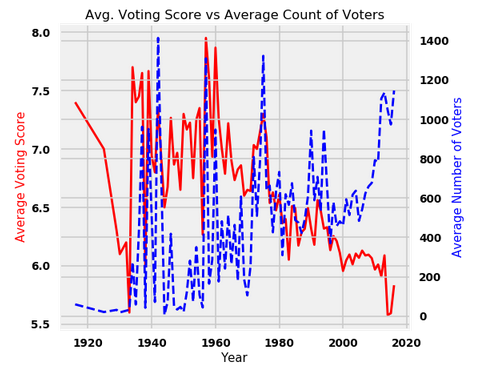 Avg. Voting Score vs Average Count of Voters
8.0
7.5
7.0
6.5
6.0
5.5
Average Voting Score
1400
1200
1000
800
600
400
200
0
Average Number of Voters
1920 1940 1960 1980 2000 2020
Year